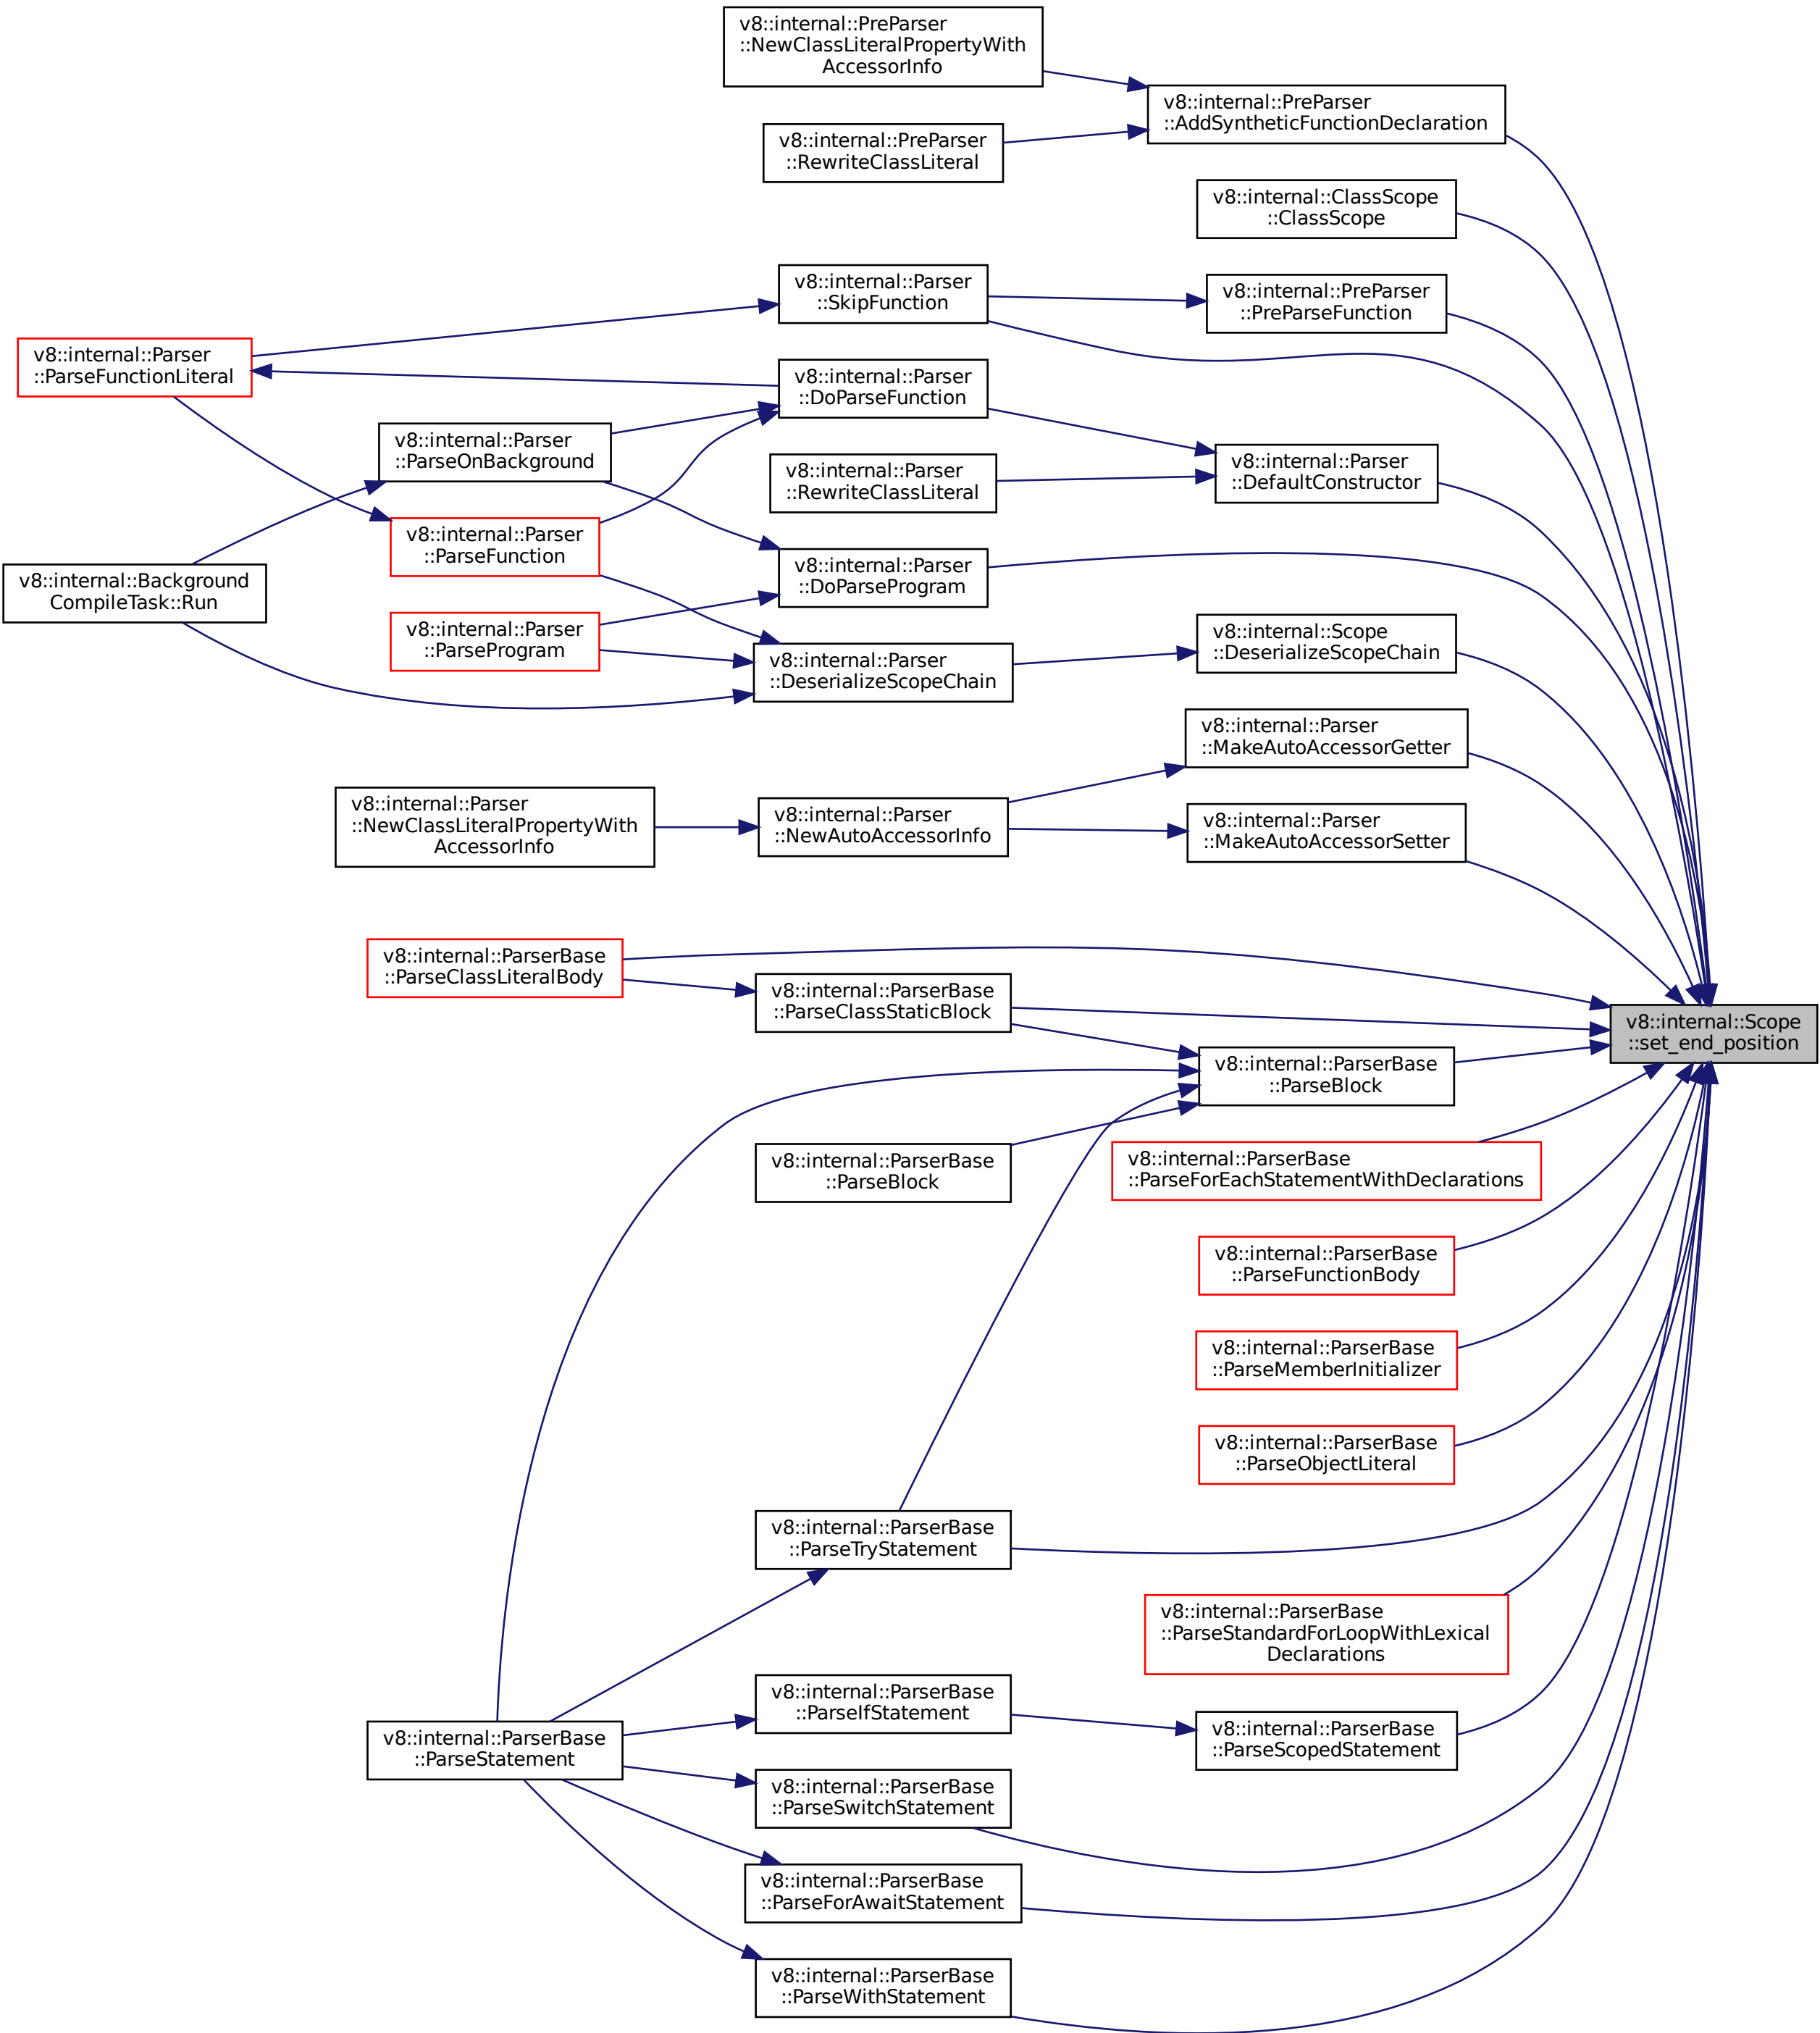 v8::internal::PreParser
::NewClassLiteralPropertyWith
AccessorInfo
v8::internal::PreParser
::AddSyntheticFunctionDeclaration
v8::internal::PreParser
::RewriteClassLiteral
v8::internal::ClassScope
::ClassScope
v8::internal::Parser
::SkipFunction
v8::internal::PreParser
::PreParseFunction
v8::internal::Parser
::ParseFunctionLiteral
v8::internal::Parser
::DoParseFunction
v8::internal::Parser
::ParseOnBackground
v8::internal::Parser
::RewriteClassLiteral
v8::internal::Parser
::DefaultConstructor
v8::internal::Parser
::ParseFunction
v8::internal::Background
CompileTask::Run
v8::internal::Parser
::DoParseProgram
v8::internal::Parser
::ParseProgram
v8::internal::Parser
::DeserializeScopeChain
v8::internal::Scope
::DeserializeScopeChain
v8::internal::Parser
::MakeAutoAccessorGetter
v8::internal::Parser
::NewClassLiteralPropertyWith
AccessorInfo
v8::internal::Parser
::NewAutoAccessorInfo
v8::internal::Parser
::MakeAutoAccessorSetter
v8::internal::ParserBase
::ParseClassLiteralBody
v8::internal::ParserBase
::ParseClassStaticBlock
v8::internal::Scope
::set_end_position
v8::internal::ParserBase
::ParseBlock
v8::internal::ParserBase
::ParseBlock
v8::internal::ParserBase
::ParseForEachStatementWithDeclarations
v8::internal::ParserBase
::ParseFunctionBody
v8::internal::ParserBase
::ParseMemberInitializer
v8::internal::ParserBase
::ParseObjectLiteral
v8::internal::ParserBase
::ParseTryStatement
v8::internal::ParserBase
::ParseStandardForLoopWithLexical
Declarations
v8::internal::ParserBase
::ParseIfStatement
v8::internal::ParserBase
::ParseScopedStatement
v8::internal::ParserBase
::ParseStatement
v8::internal::ParserBase
::ParseSwitchStatement
v8::internal::ParserBase
::ParseForAwaitStatement
v8::internal::ParserBase
::ParseWithStatement